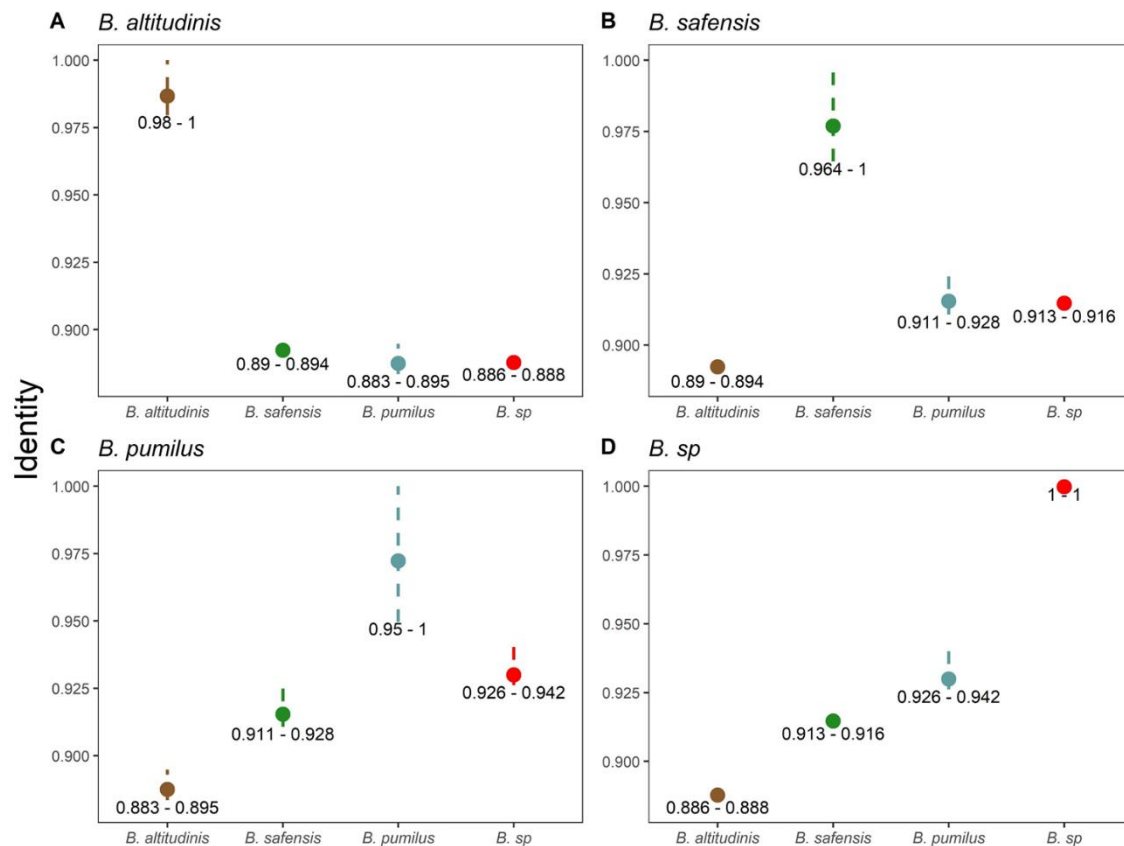 A B. altitudinis
1.000
0.975
0.950
0.925
0.900
0.98 - 1
0.89 - 0.894
0.883 - 0.895
0.886 - 0.888
B. altitudinis B. safensis B. pumilus B. sp
B B. safensis
1.000
0.975
0.950
0.925
0.900
0.964 - 1
0.911 - 0.928
0.913 - 0.916
0.89 - 0.894
B. altitudinis B. safensis B. pumilus B. sp
Identity
C B. pumilus
1.000
0.975
0.950
0.925
0.900
0.95 - 1
0.926 - 0.942
0.911 - 0.928
0.883 - 0.895
B. altitudinis B. safensis B. pumilus B. sp
D B. sp
1.000
0.975
0.950
0.925
0.900
1 - 1
0.926 - 0.942
0.913 - 0.916
0.886 - 0.888
B. altitudinis B. safensis B. pumilus B. sp